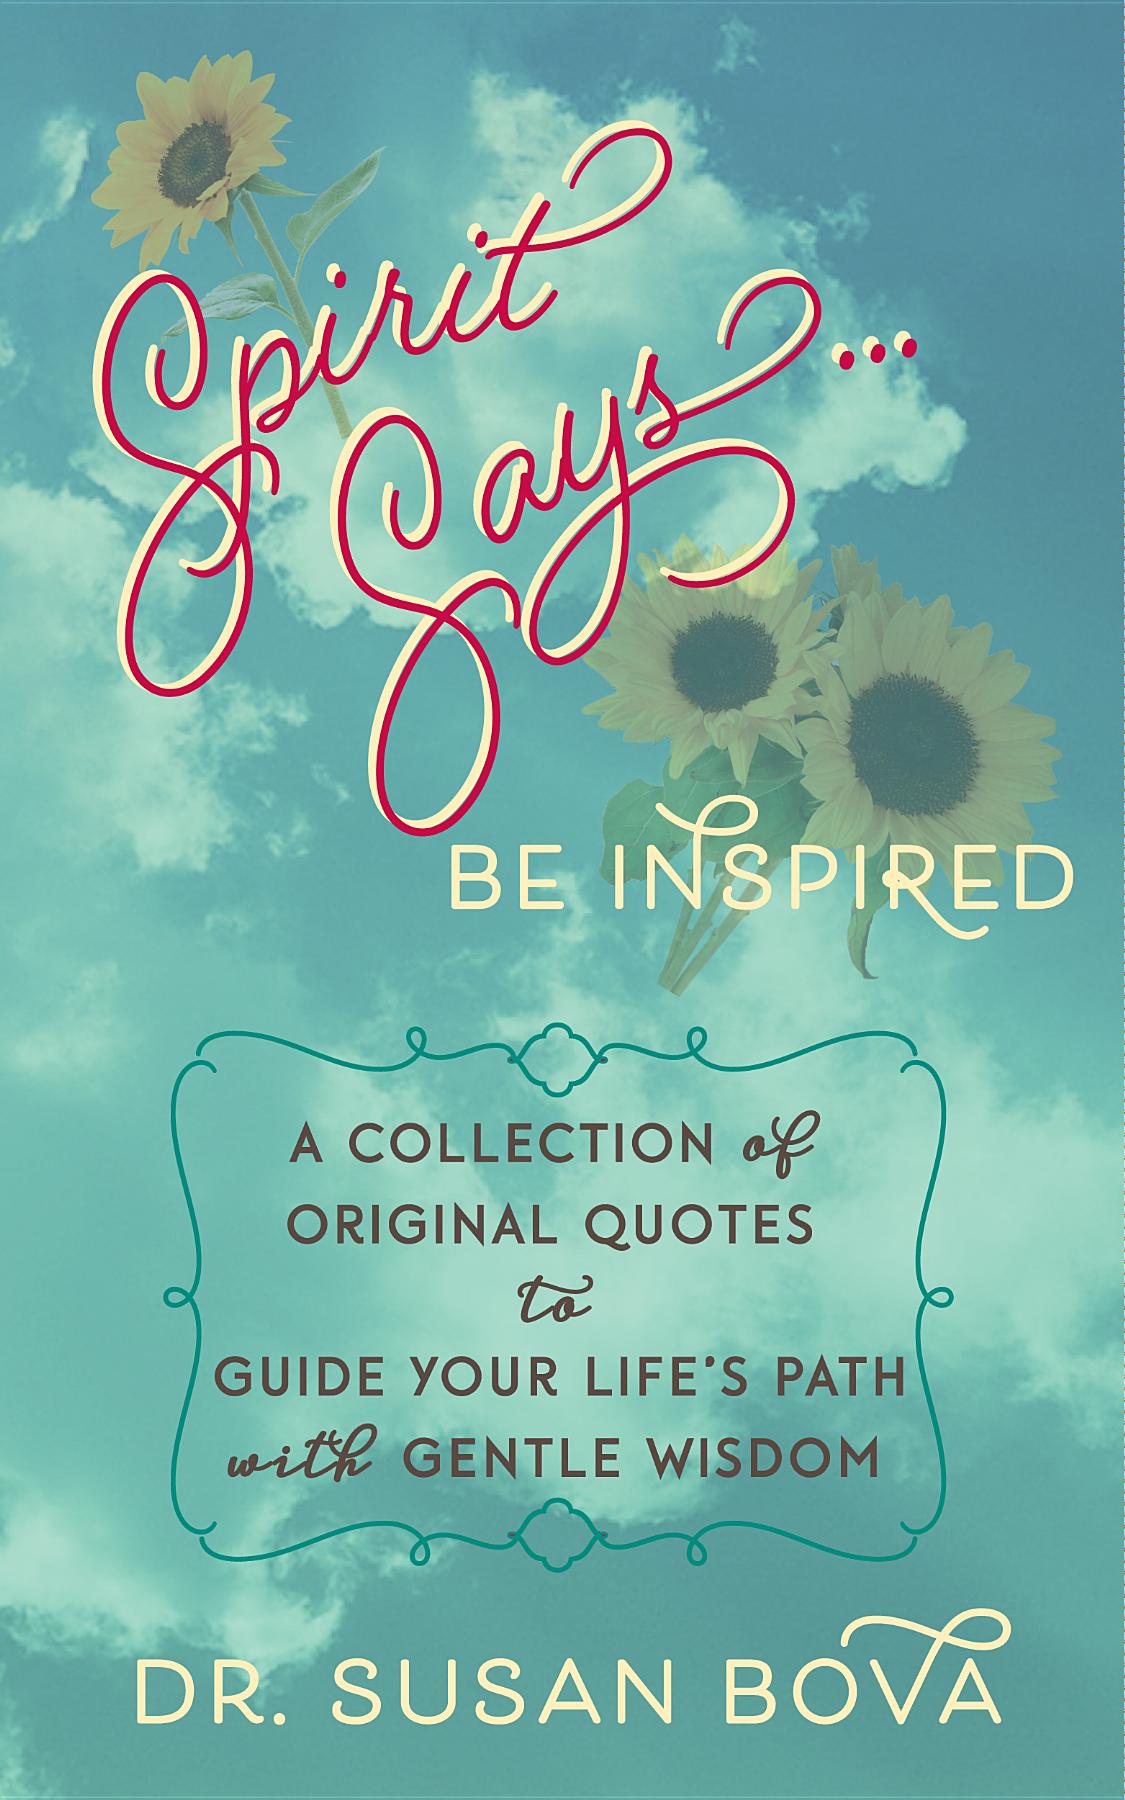 Spirit
Says...
BE INSPIRED
A COLLECTION of
ORIGINAL QUOTES
to
GUIDE YOUR LIFE'S PATH
with GENTLE WISDOM
DR. SUSAN BOVA